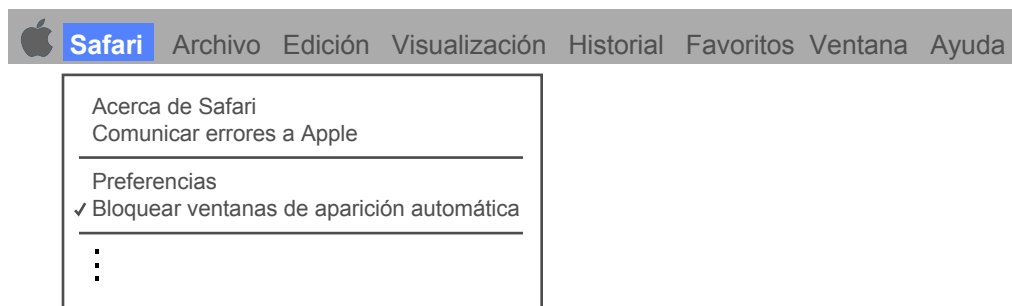 Safari Archivo Edición Visualización Historial Favoritos Ventana Ayuda
Acerca de Safari
Comunicar errores a Apple
Preferencias
✓ Bloquear ventanas de aparición automática